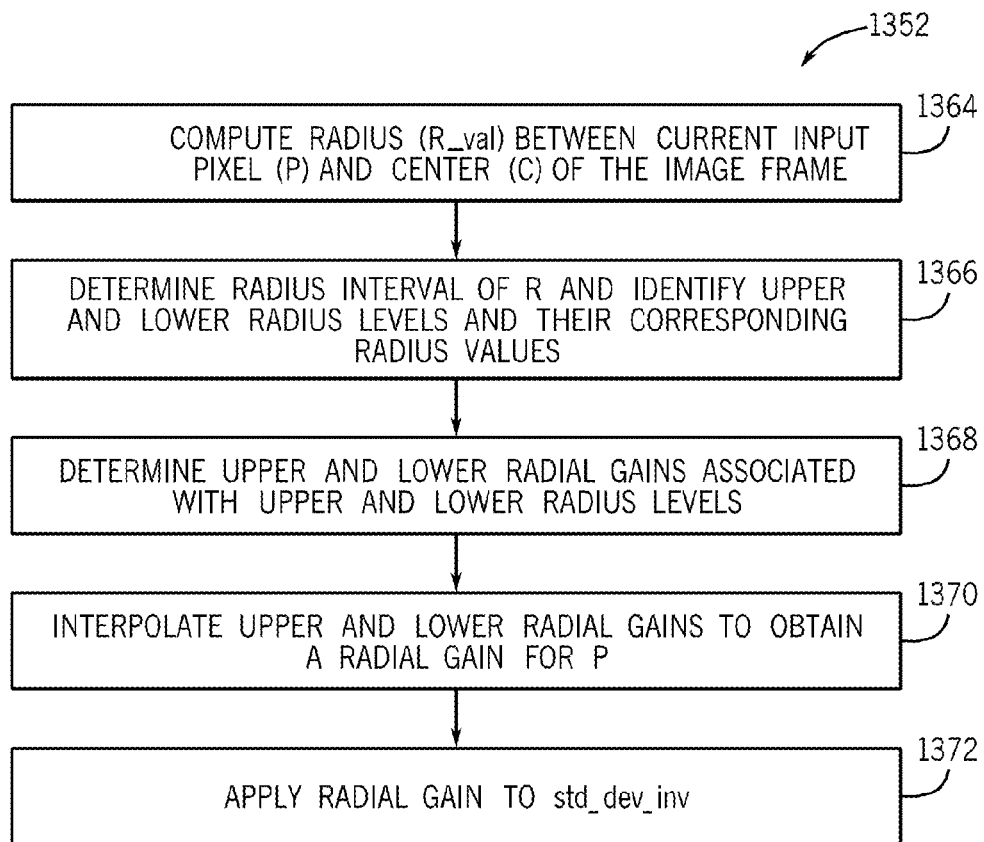 1352
1364
COMPUTE RADIUS (R_val) BETWEEN CURRENT INPUT
PIXEL (P) AND CENTER (C) OF THE IMAGE FRAME
1366
DETERMINE RADIUS INTERVAL OF R AND IDENTIFY UPPER
AND LOWER RADIUS LEVELS AND THEIR CORRESPONDING
RADIUS VALUES
1368
DETERMINE UPPER AND LOWER RADIAL GAINS ASSOCIATED
WITH UPPER AND LOWER RADIUS LEVELS
1370
INTERPOLATE UPPER AND LOWER RADIAL GAINS TO OBTAIN
A RADIAL GAIN FOR P
1372
APPLY RADIAL GAIN TO std_dev_inv